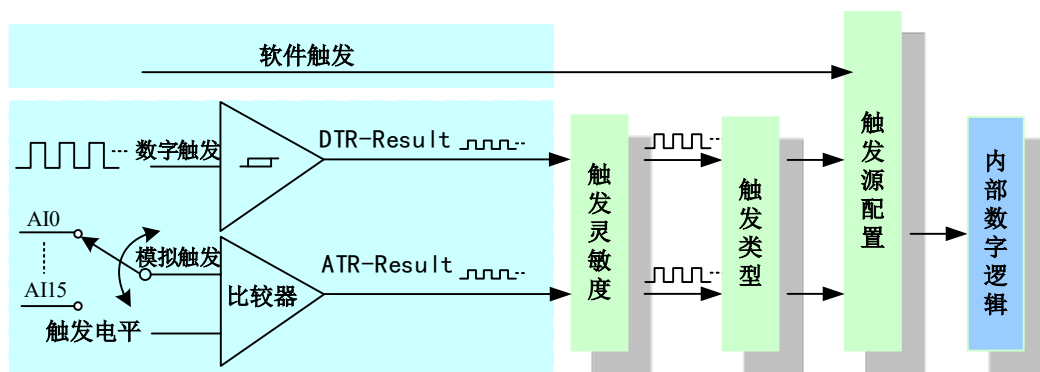 软件触发
数字触发
DTR-Result
AI0
模拟触发
ATR-Result
AI15
触发电平
比较器
触发灵敏度
触发类型
触发源配置
内部数字逻辑